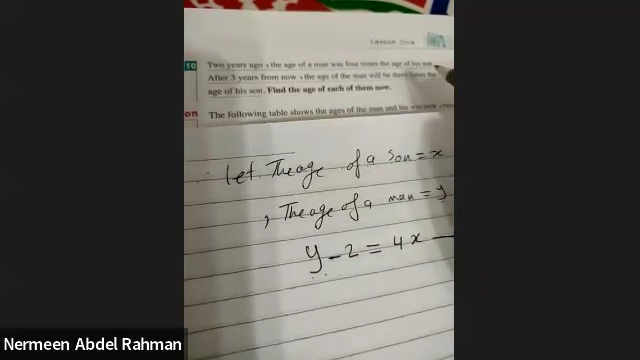 Lesson One
10 Two years ago, the age of a man was four times the age of his son.
After 3 years from now, the age of the man will be three times the
age of his son. Find the age of each of them now.
on The following table shows the ages of the man and his son now,
Let The age of a son = x
, The age of a man = y
y - 2 = 4x
Nermeen Abdel Rahman